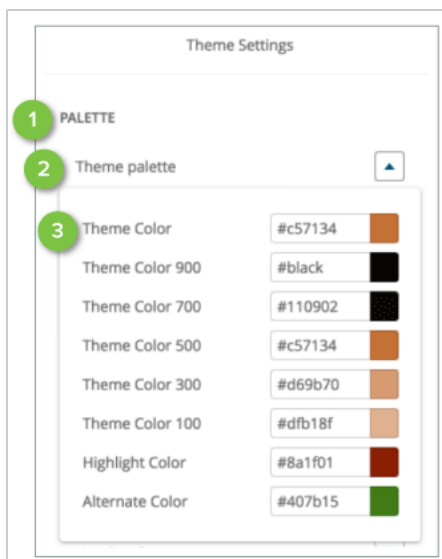 Theme Settings
1 PALETTE
2 Theme palette
3 Theme Color #c57134
Theme Color 900 #black
Theme Color 700 #110902
Theme Color 500 #c57134
Theme Color 300 #d69b70
Theme Color 100 #dfb18f
Highlight Color #8a1f01
Alternate Color #407b15